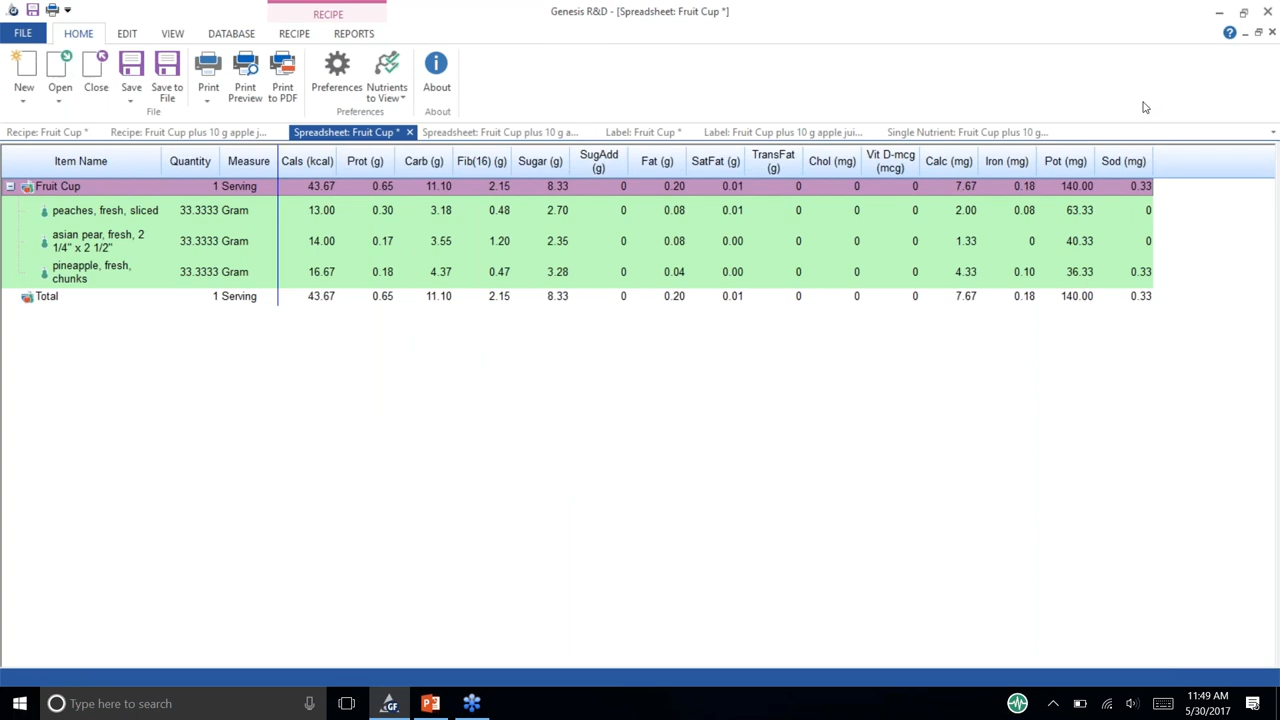 RECIPE
Genesis R&D - [Spreadsheet: Fruit Cup *]
FILE HOME EDIT VIEW DATABASE RECIPE REPORTS
New Open Close Save Save to File Print Print Preview Print to PDF Preferences Nutrients to View About
File Preferences About
Recipe: Fruit Cup * Recipe: Fruit Cup plus 10 g apple j... Spreadsheet: Fruit Cup * Spreadsheet: Fruit Cup plus 10 g a... Label: Fruit Cup * Label: Fruit Cup plus 10 g apple jui... Single Nutrient: Fruit Cup plus 10 g...
Item Name Quantity Measure Cals (kcal) Prot (g) Carb (g) Fib(16) (g) Sugar (g) SugAdd (g) Fat (g) SatFat (g) TransFat (g) Chol (mg) Vit D-mcg (mcg) Calc (mg) Iron (mg) Pot (mg) Sod (mg)
Fruit Cup 1 Serving 43.67 0.65 11.10 2.15 8.33 0 0.20 0.01 0 0 0 7.67 0.18 140.00 0.33
peaches, fresh, sliced 33.3333 Gram 13.00 0.30 3.18 0.48 2.70 0 0.08 0.01 0 0 0 2.00 0.08 63.33 0
asian pear, fresh, 2 1/4" x 2 1/2" 33.3333 Gram 14.00 0.17 3.55 1.20 2.35 0 0.08 0.00 0 0 0 1.33 0 40.33 0
pineapple, fresh, chunks 33.3333 Gram 16.67 0.18 4.37 0.47 3.28 0 0.04 0.00 0 0 0 4.33 0.10 36.33 0.33
Total 1 Serving 43.67 0.65 11.10 2.15 8.33 0 0.20 0.01 0 0 0 7.67 0.18 140.00 0.33
Type here to search
GF
11:49 AM
5/30/2017